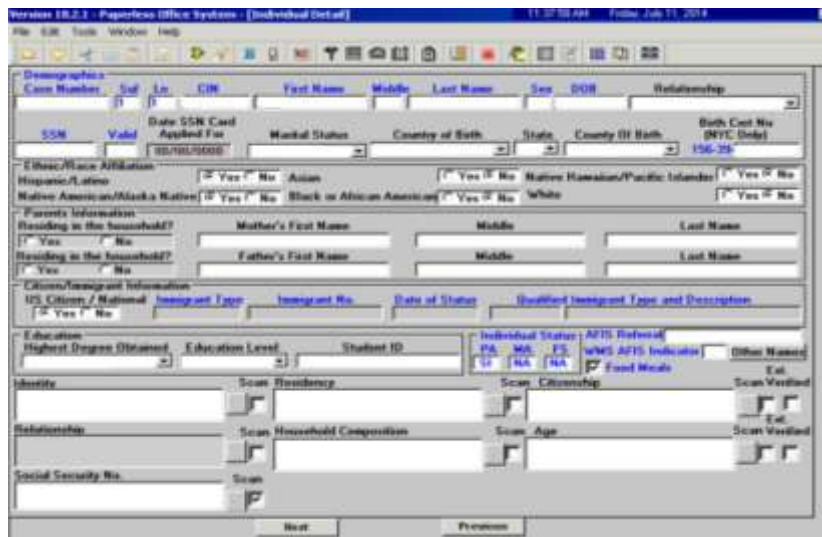 Version 18.2.1 - Paperless Office System - [Individual Detail] 11:37:58 AM Friday, July 11, 2014
File Edit Tools Window Help
Demographics
Case Number Suf Ln CIN First Name Middle Last Name Sex DOB Relationship
SSN Valid Date SSN Card Applied For Marital Status Country of Birth State County Of Birth Birth Cert No (NYC Only)
00/00/0000 156-39-
Ethnic/Race Affiliation
Hispanic/Latino Yes No Asian Yes No Native Hawaiian/Pacific Islander Yes No
Native American/Alaska Native Yes No Black or African American Yes No White Yes No
Parents Information
Residing in the household? Mother's First Name Middle Last Name
Yes No
Residing in the household? Father's First Name Middle Last Name
Yes No
Citizen/Immigrant Information
US Citizen / National Immigrant Type Immigrant No. Date of Status Qualified Immigrant Type and Description
Yes No
Education Individual Status AFIS Referral
Highest Degree Obtained Education Level Student ID PA MA FS WMS AFIS Indicator Other Names
SI NA NA Food Meals
Identity Scan Residency Scan Citizenship Scan Ext. Verified
Relationship Scan Household Composition Scan Age Scan Ext. Verified
Social Security No. Scan
Next Previous